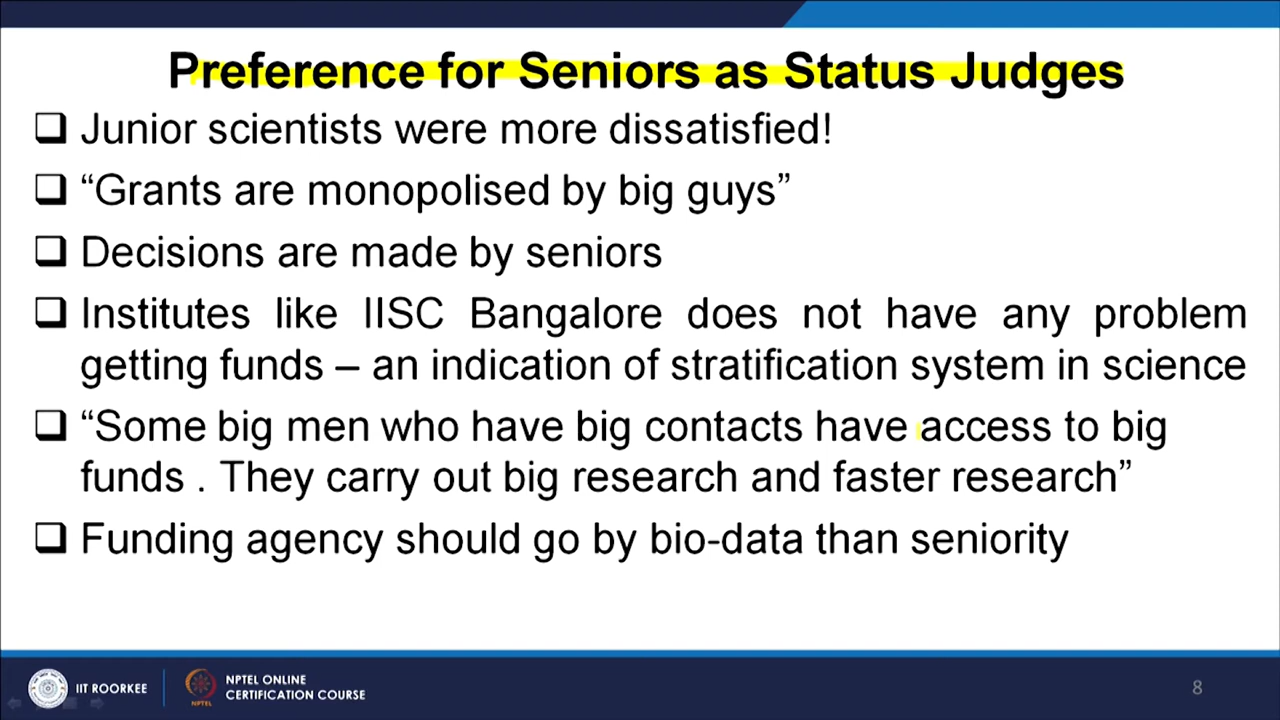 Preference for Seniors as Status Judges
Junior scientists were more dissatisfied!
“Grants are monopolised by big guys”
Decisions are made by seniors
Institutes like IISC Bangalore does not have any problem
getting funds – an indication of stratification system in science
“Some big men who have big contacts have access to big
funds . They carry out big research and faster research”
Funding agency should go by bio-data than seniority
IIT ROORKEE
NPTEL
NPTEL ONLINE
CERTIFICATION COURSE
8